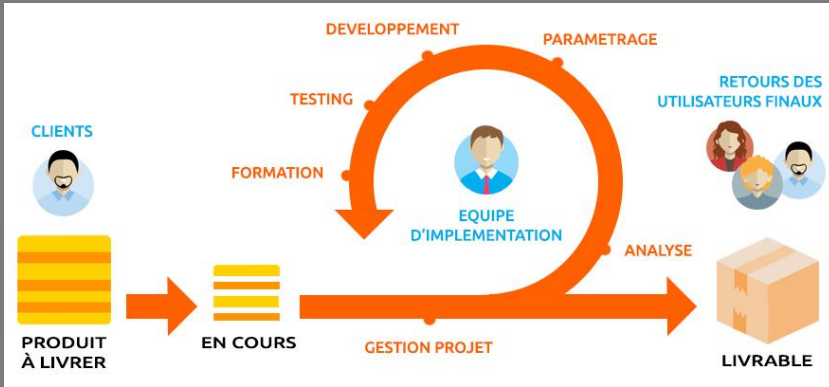 DEVELOPPEMENT
PARAMETRAGE
TESTING
RETOURS DES
UTILISATEURS FINAUX
CLIENTS
FORMATION
EQUIPE
D'IMPLEMENTATION
ANALYSE
PRODUIT
À LIVRER
EN COURS
GESTION PROJET
LIVRABLE